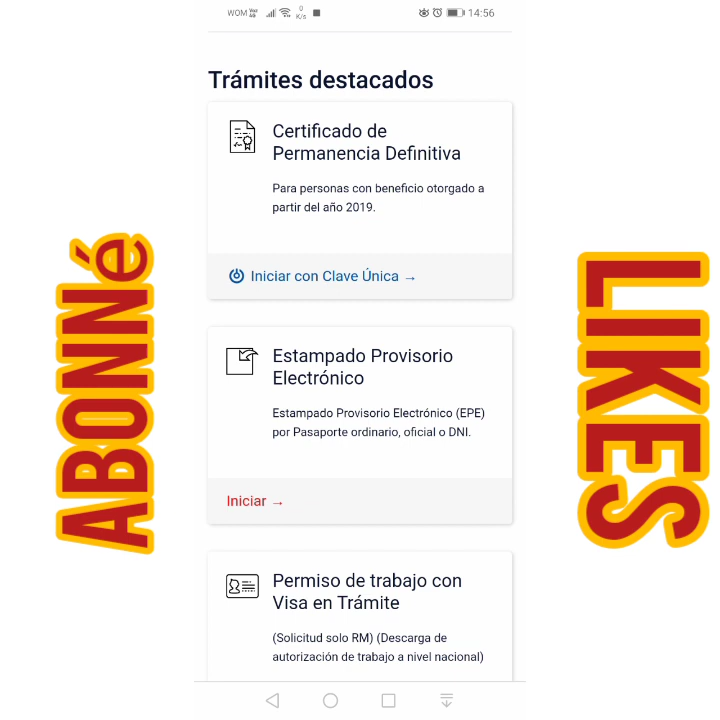 WOM
0
K/s
14:56
Trámites destacados
Certificado de
Permanencia Definitiva
Para personas con beneficio otorgado a
partir del año 2019.
Iniciar con Clave Única →
Estampado Provisorio
Electrónico
Estampado Provisorio Electrónico (EPE)
por Pasaporte ordinario, oficial o DNI.
Iniciar →
Permiso de trabajo con
Visa en Trámite
(Solicitud solo RM) (Descarga de
autorización de trabajo a nivel nacional)
ABONNé
LIKES